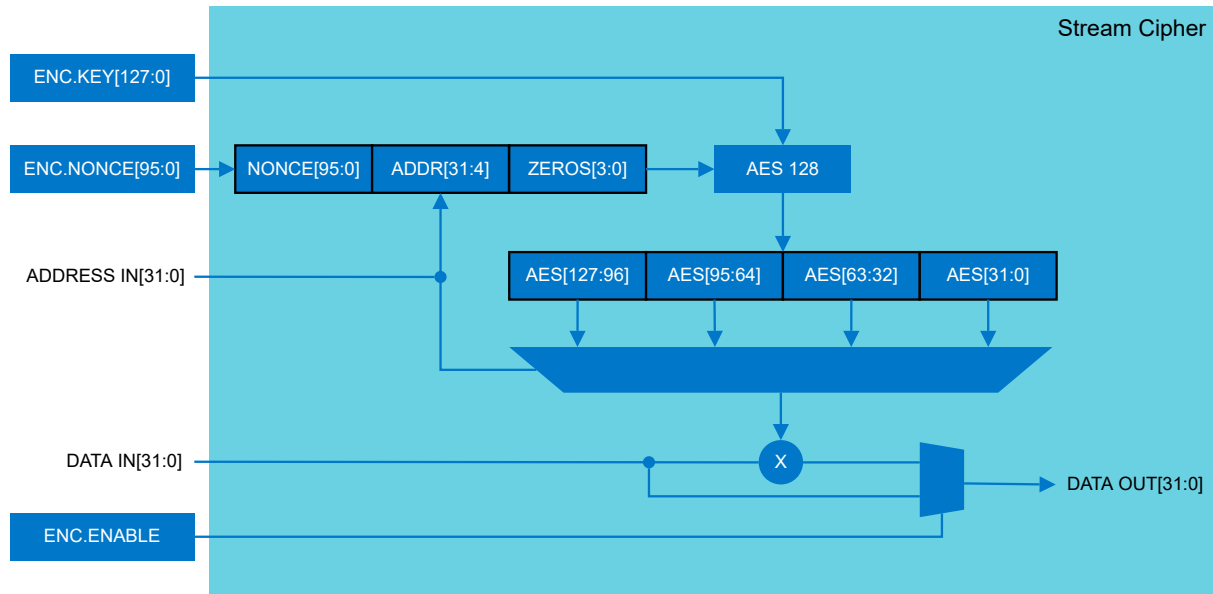 Stream Cipher
ENC.KEY[127:0]
ENC.NONCE[95:0]
NONCE[95:0]
ADDR[31:4]
ZEROS[3:0]
AES 128
ADDRESS IN[31:0]
AES[127:96]
AES[95:64]
AES[63:32]
AES[31:0]
DATA IN[31:0]
X
DATA OUT[31:0]
ENC.ENABLE